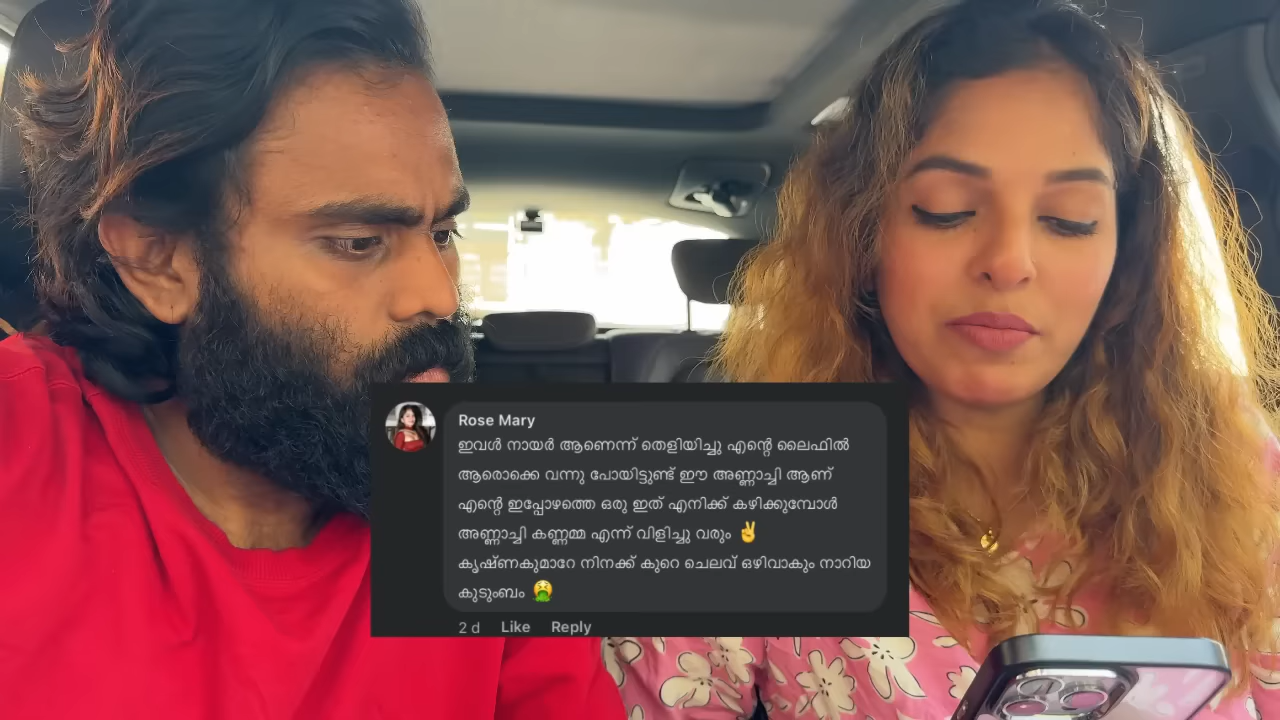 Rose Mary
ഇവൾ നായർ ആണെന്ന് തെളിയിച്ചു എന്റെ ലൈഫിൽ
ആരൊക്കെ വന്നു പോയിട്ടുണ്ട് ഈ അണ്ണാച്ചി ആണ്
എന്റെ ഇപ്പോഴത്തെ ഒരു ഇത് എനിക്ക് കഴിക്കുമ്പോൾ
അണ്ണാച്ചി കണ്ണമ്മ എന്ന് വിളിച്ചു വരും ✌️
കൃഷ്ണകുമാറേ നിനക്ക് കുറെ ചെലവ് ഒഴിവാകും നാറിയ
കുടുംബം 🤮
2 d Like Reply